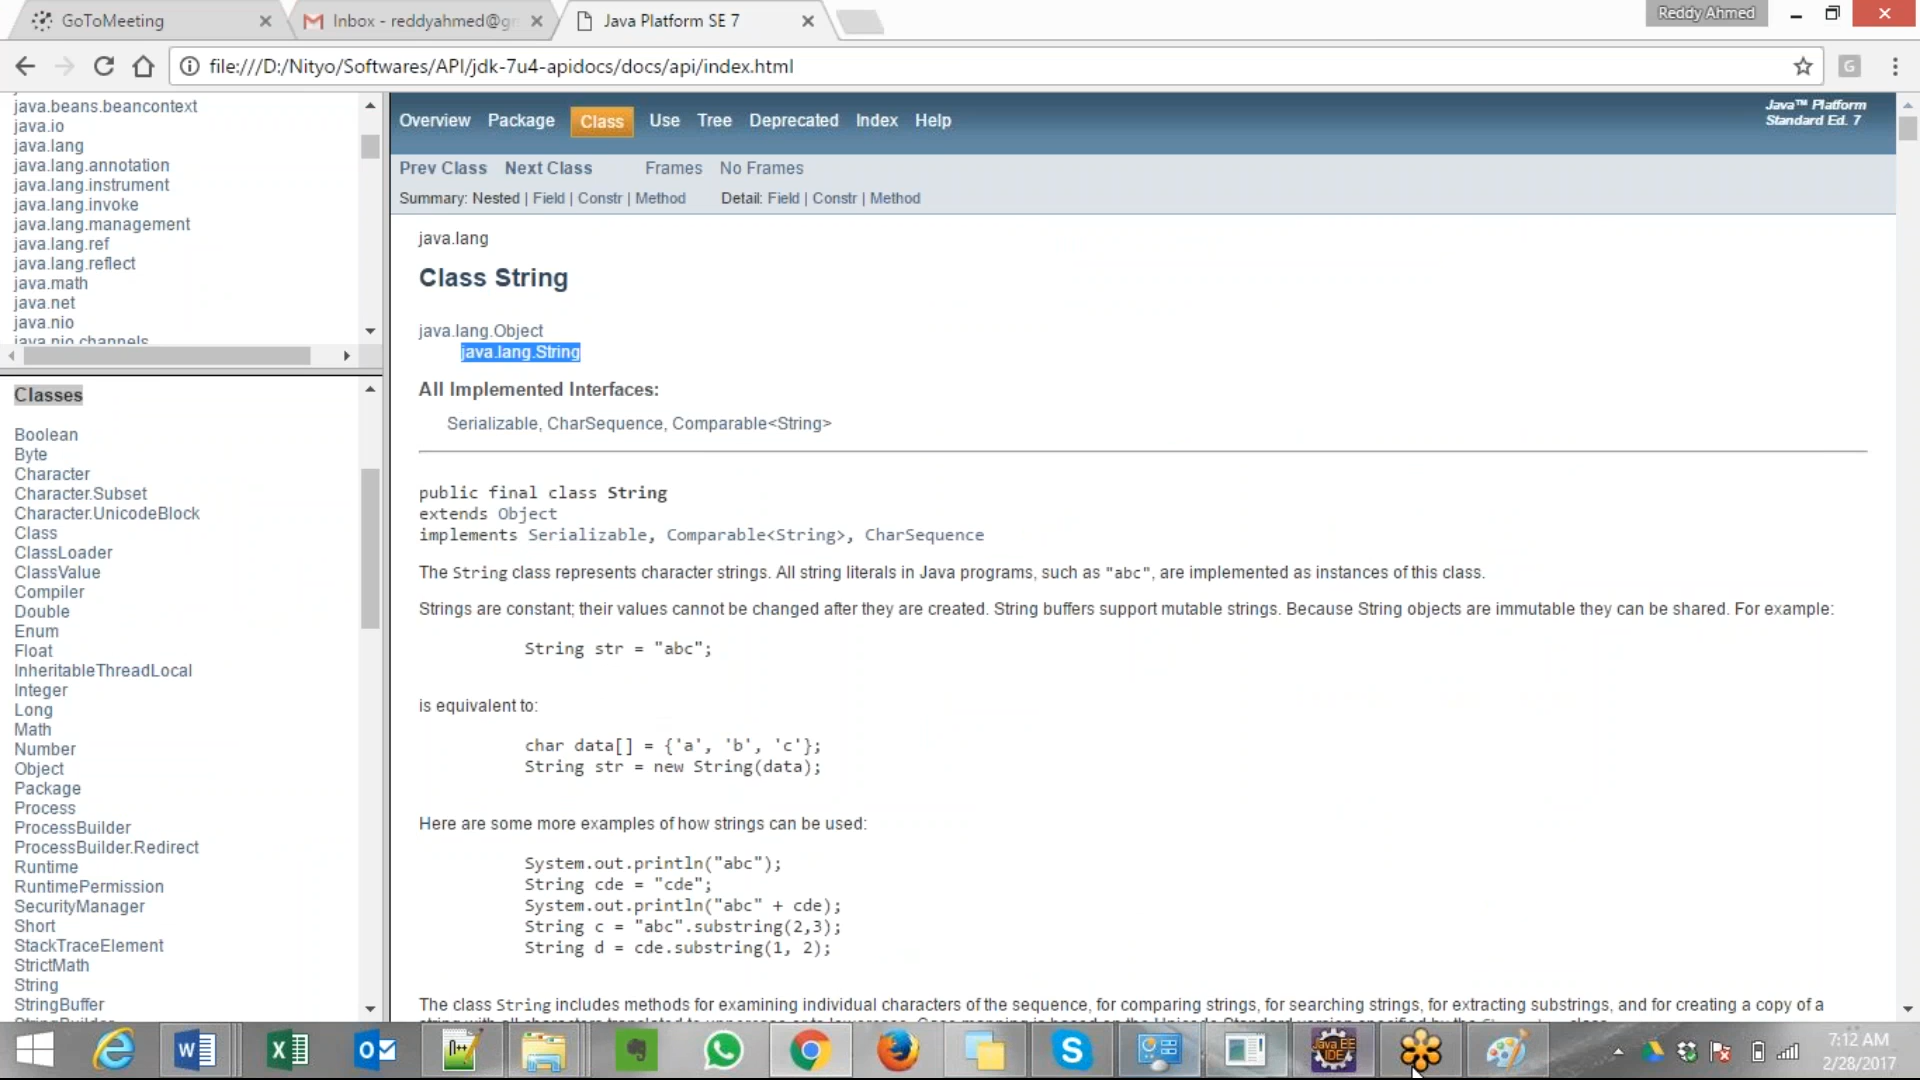 GoToMeeting
Inbox - reddyahmed@g
Java Platform SE 7
Reddy Ahmed
file:///D:/Nityo/Softwares/API/jdk-7u4-apidocs/docs/api/index.html
java.beans.beancontext
java.io
java.lang
java.lang.annotation
java.lang.instrument
java.lang.invoke
java.lang.management
java.lang.ref
java.lang.reflect
java.math
java.net
java.nio
java.nio.channels
Classes
Boolean
Byte
Character
Character.Subset
Character.UnicodeBlock
Class
ClassLoader
ClassValue
Compiler
Double
Enum
Float
InheritableThreadLocal
Integer
Long
Math
Number
Object
Package
Process
ProcessBuilder
ProcessBuilder.Redirect
Runtime
RuntimePermission
SecurityManager
Short
StackTraceElement
StrictMath
String
StringBuffer
Overview Package Class Use Tree Deprecated Index Help
Java™ Platform
Standard Ed. 7
Prev Class Next Class Frames No Frames
Summary: Nested | Field | Constr | Method Detail: Field | Constr | Method
java.lang
Class String
java.lang.Object
java.lang.String
All Implemented Interfaces:
Serializable, CharSequence, Comparable<String>
public final class String
extends Object
implements Serializable, Comparable<String>, CharSequence
The String class represents character strings. All string literals in Java programs, such as "abc", are implemented as instances of this class.
Strings are constant; their values cannot be changed after they are created. String buffers support mutable strings. Because String objects are immutable they can be shared. For example:
String str = "abc";
is equivalent to:
char data[] = {'a', 'b', 'c'};
String str = new String(data);
Here are some more examples of how strings can be used:
System.out.println("abc");
String cde = "cde";
System.out.println("abc" + cde);
String c = "abc".substring(2,3);
String d = cde.substring(1, 2);
The class String includes methods for examining individual characters of the sequence, for comparing strings, for searching strings, for extracting substrings, and for creating a copy of a
Java EE
IDE
7:12 AM
2/28/2017